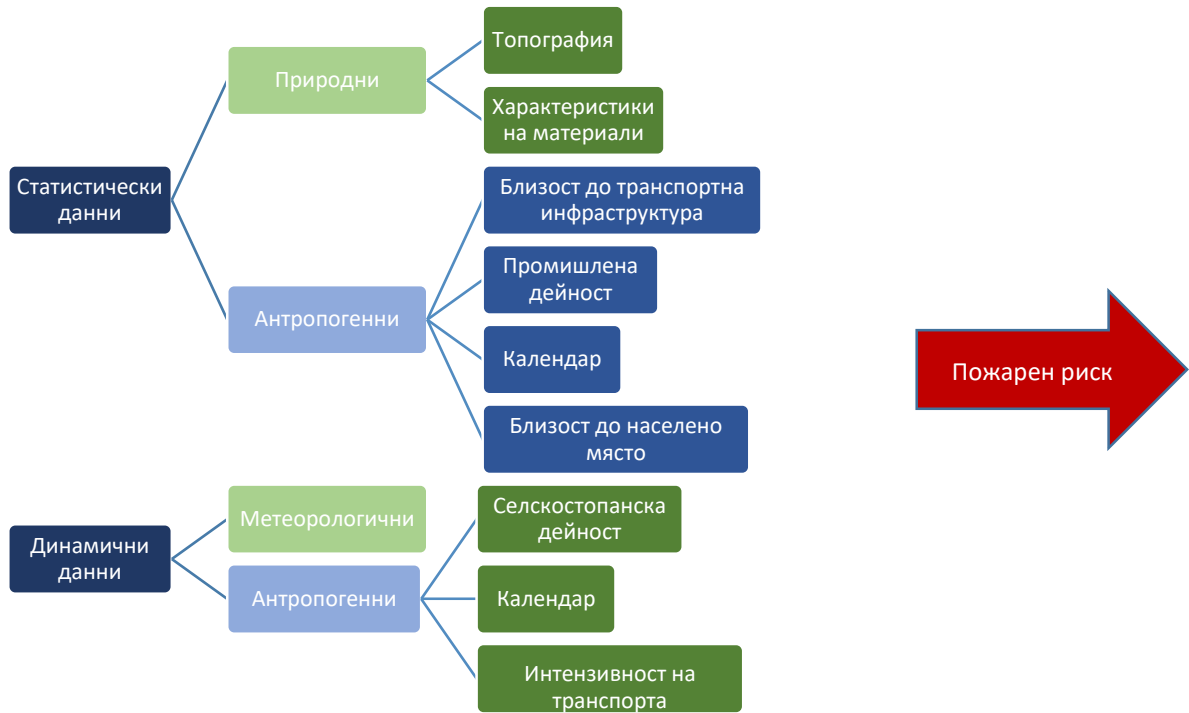 Топография
Природни
Характеристики
на материали
Статистически
данни
Близост до транспортна
инфраструктура
Промишлена
дейност
Антропогенни
Календар
Близост до населено
място
Пожарен риск
Динамични
данни
Метеорологични
Селскостопанска
дейност
Антропогенни
Календар
Интензивност на
транспорта